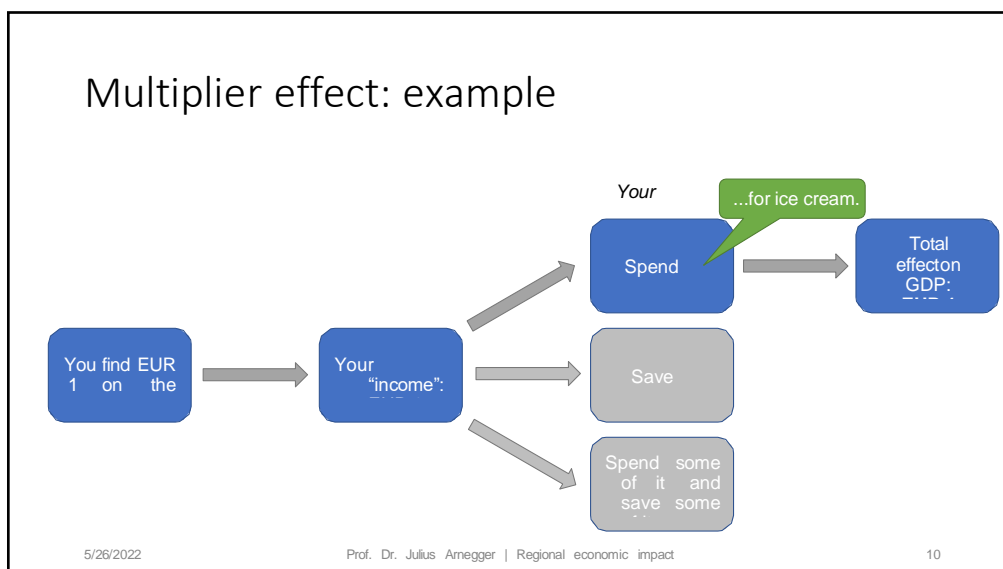 Multiplier effect: example
Your
...for ice cream.
Spend
Total
effecton
GDP:
You find EUR
1 on the
Your
“income”:
Save
Spend some
of it and
save some
5/26/2022
Prof. Dr. Julius Arnegger | Regional economic impact
10